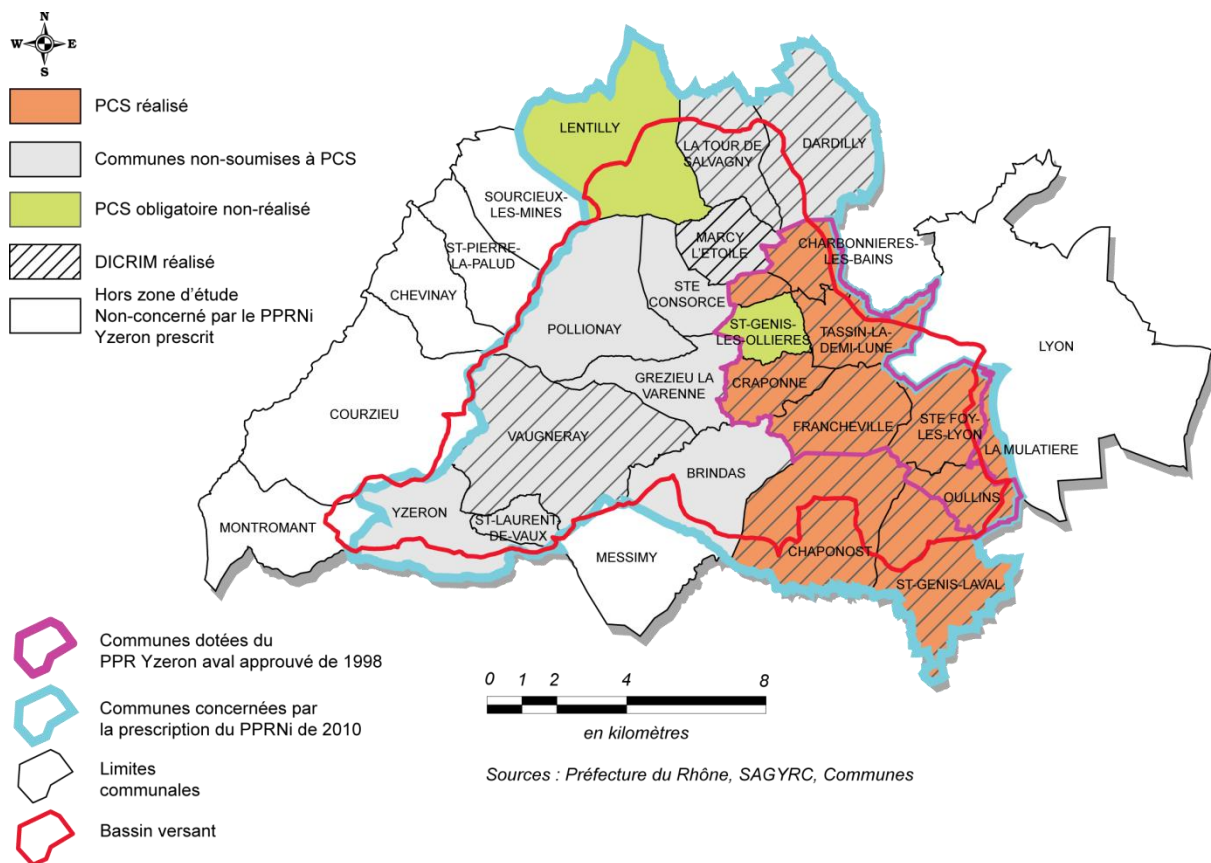 N
W
E
S
PCS réalisé
Communes non-soumises à PCS
PCS obligatoire non-réalisé
DICRIM réalisé
Hors zone d'étude
Non-concerné par le PPRNi
Yzeron prescrit
LENTILLY
LA TOUR DE
SALVAGNY
DARDILLY
SOURCIEUX
-LES-MINES
ST-PIERRE-
LA-PALUD
CHEVINAY
MARCY
L'ETOILE
CHARBONNIERES-
LES-BAINS
STE
CONSORCE
POLLIONAY
ST-GENIS-
LES-OLLIERES
TASSIN-LA-
DEMI-LUNE
LYON
GREZIEU LA
VARENNE
CRAPONNE
COURZIEU
VAUGNERAY
FRANCHEVILLE
STE FOY-
LES-LYON
LA MULATIERE
BRINDAS
OULLINS
YZERON
ST-LAURENT-
DE-VAUX
MONTROMANT
MESSIMY
CHAPONOST
ST-GENIS-LAVAL
Communes dotées du
PPR Yzeron aval approuvé de 1998
Communes concernées par
la prescription du PPRNi de 2010
Limites
communales
Bassin versant
0 1 2 4 8
en kilomètres
Sources : Préfecture du Rhône, SAGYRC, Communes